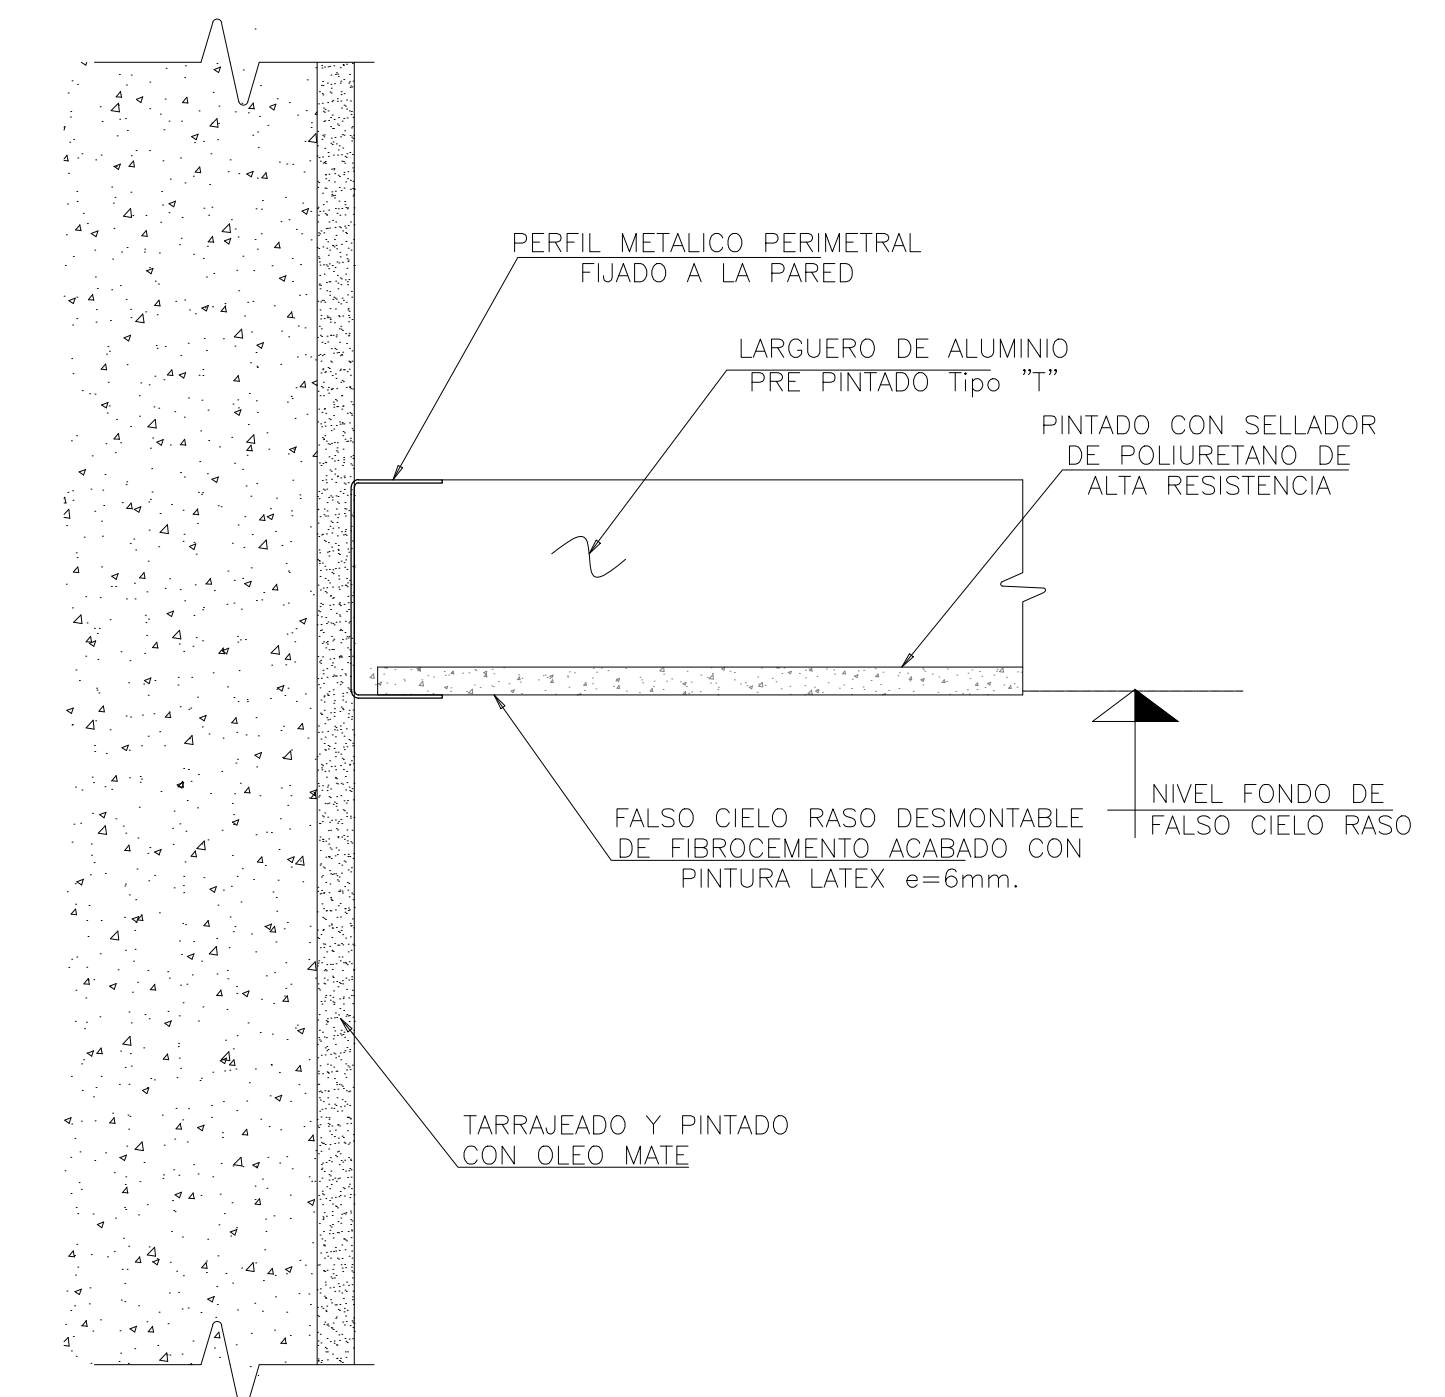 PERFIL METALICO PERIMETRAL
FIJADO A LA PARED
LARGUERO DE ALUMINIO
PRE PINTADO Tipo "T"
PINTADO CON SELLADOR
DE POLIURETANO DE
ALTA RESISTENCIA
NIVEL FONDO DE
FALSO CIELO RASO
FALSO CIELO RASO DESMONTABLE
DE FIBROCEMENTO ACABADO CON
PINTURA LATEX e=6mm.
TARRAJEADO Y PINTADO
CON OLEO MATE